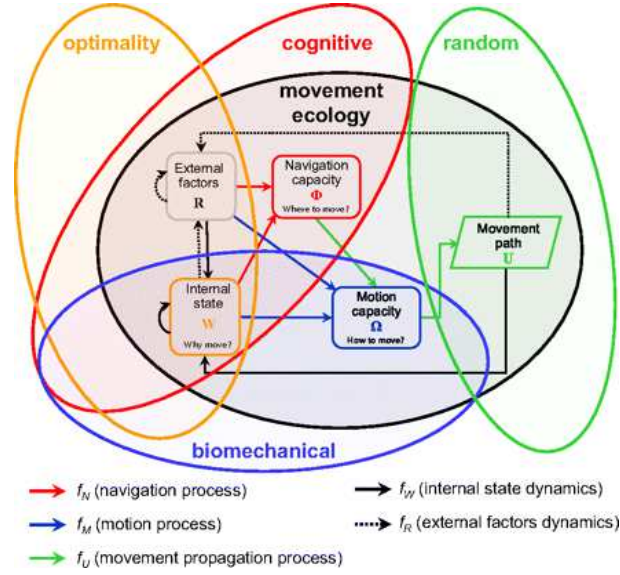 optimality
cognitive
random
movement
ecology
External
factors
R
Navigation
capacity
Φ
Where to move?
Movement
path
U
Internal
state
W
Why move?
Motion
capacity
Ω
How to move?
biomechanical
f_N (navigation process)
f_W (internal state dynamics)
f_M (motion process)
f_R (external factors dynamics)
f_U (movement propagation process)